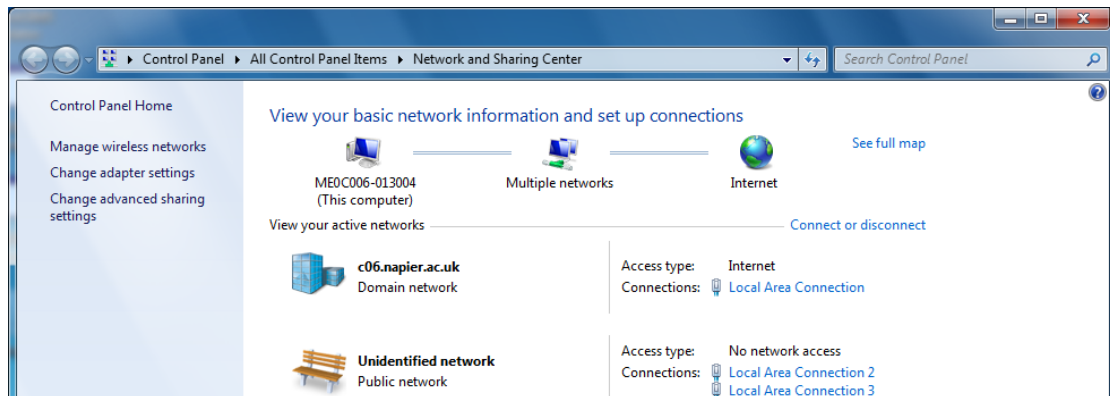 Control Panel ▸ All Control Panel Items ▸ Network and Sharing Center
Search Control Panel
Control Panel Home
Manage wireless networks
Change adapter settings
Change advanced sharing
settings
View your basic network information and set up connections
See full map
ME0C006-013004
(This computer)
Multiple networks
Internet
View your active networks
Connect or disconnect
c06.napier.ac.uk
Domain network
Access type: Internet
Connections: Local Area Connection
Unidentified network
Public network
Access type: No network access
Connections: Local Area Connection 2
Local Area Connection 3